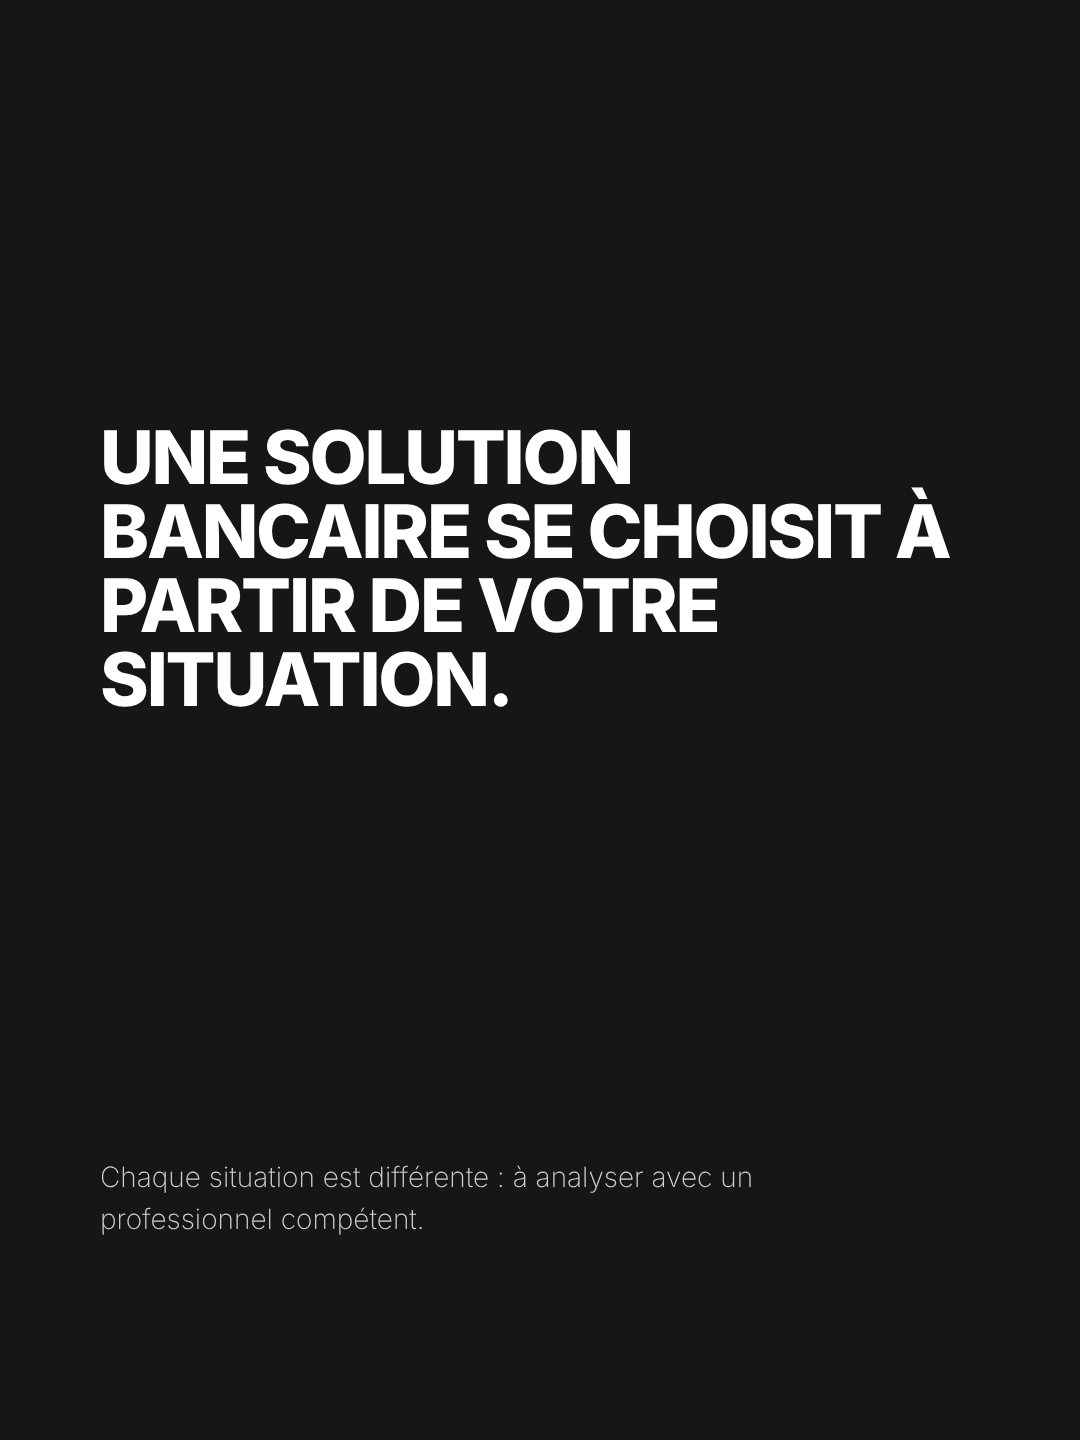 UNE SOLUTION
BANCAIRE SE CHOISIT À
PARTIR DE VOTRE
SITUATION.
Chaque situation est différente : à analyser avec un
professionnel compétent.